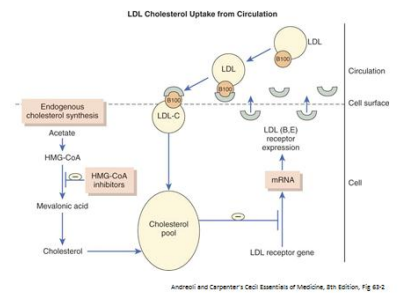 LDL Cholesterol Uptake from Circulation
LDL
B100
LDL
B100
Circulation
B100
Cell surface
LDL-C
Endogenous
cholesterol synthesis
Acetate
LDL (B,E)
receptor
expression
HMG-CoA
HMG-CoA
inhibitors
mRNA
Cell
Mevalonic acid
Cholesterol
pool
Cholesterol
LDL receptor gene
Andreoli and Carpenter's Cecil Essentials of Medicine, 8th Edition, Fig 63-2